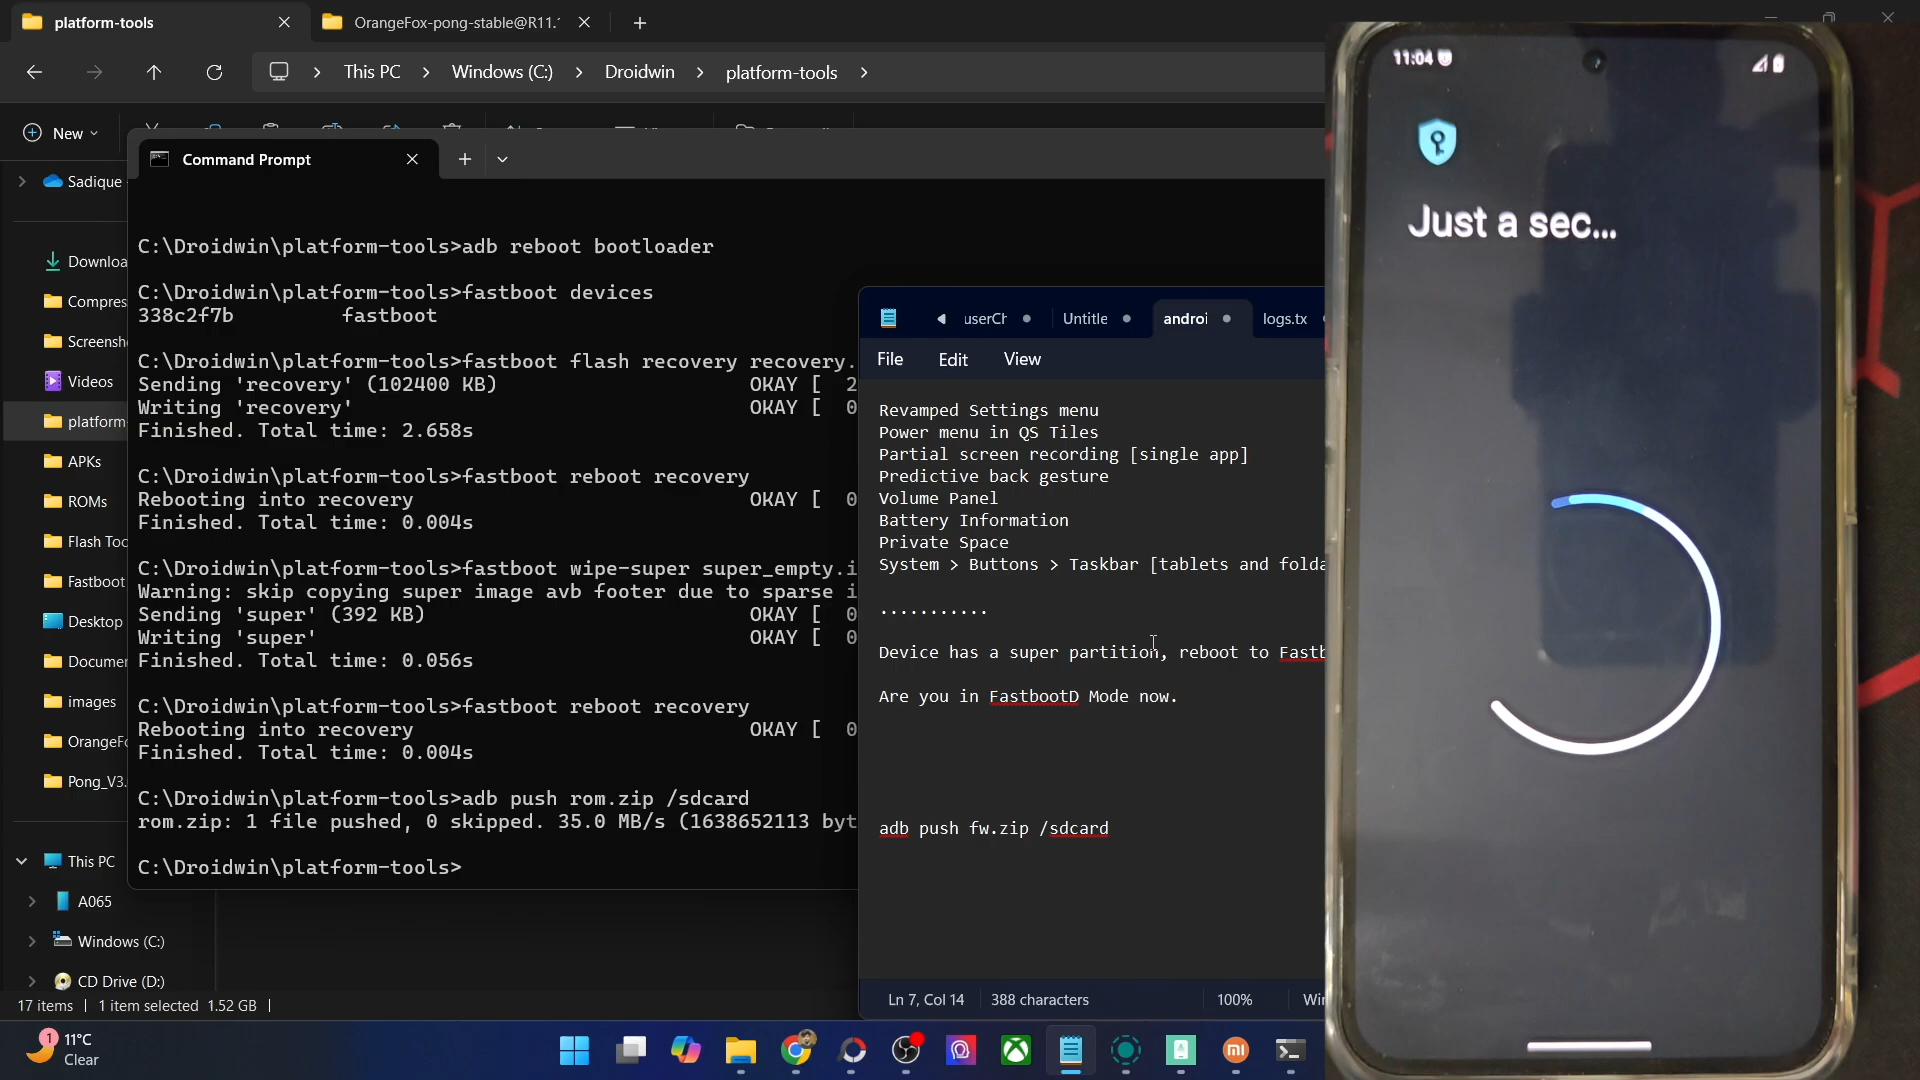 platform-tools
OrangeFox-pong-stable@R11.
This PC > Windows (C:) > Droidwin > platform-tools >
New
Sadique
Downloa
Compres
Screensh
Videos
platform-
APKs
ROMs
Flash Too
Fastboot
Desktop
Documen
images
OrangeFo
Pong_V3.
This PC
A065
Windows (C:)
CD Drive (D:)
17 items | 1 item selected 1.52 GB |
Command Prompt
C:\Droidwin\platform-tools>adb reboot bootloader
C:\Droidwin\platform-tools>fastboot devices
338c2f7b fastboot
C:\Droidwin\platform-tools>fastboot flash recovery recovery.
Sending 'recovery' (102400 KB) OKAY [ 2
Writing 'recovery' OKAY [ 0
Finished. Total time: 2.658s
C:\Droidwin\platform-tools>fastboot reboot recovery
Rebooting into recovery OKAY [ 0
Finished. Total time: 0.004s
C:\Droidwin\platform-tools>fastboot wipe-super super_empty.i
Warning: skip copying super image avb footer due to sparse i
Sending 'super' (392 KB) OKAY [ 0
Writing 'super' OKAY [ 0
Finished. Total time: 0.056s
C:\Droidwin\platform-tools>fastboot reboot recovery
Rebooting into recovery OKAY [ 0
Finished. Total time: 0.004s
C:\Droidwin\platform-tools>adb push rom.zip /sdcard
rom.zip: 1 file pushed, 0 skipped. 35.0 MB/s (1638652113 byt
C:\Droidwin\platform-tools>
userCh
Untitle
androi
logs.tx
File Edit View
Revamped Settings menu
Power menu in QS Tiles
Partial screen recording [single app]
Predictive back gesture
Volume Panel
Battery Information
Private Space
System > Buttons > Taskbar [tablets and folda
...........
Device has a super partition, reboot to Fastb
Are you in FastbootD Mode now.
adb push fw.zip /sdcard
Ln 7, Col 14 388 characters 100% Win
11:04
Just a sec...
1
11°C
Clear